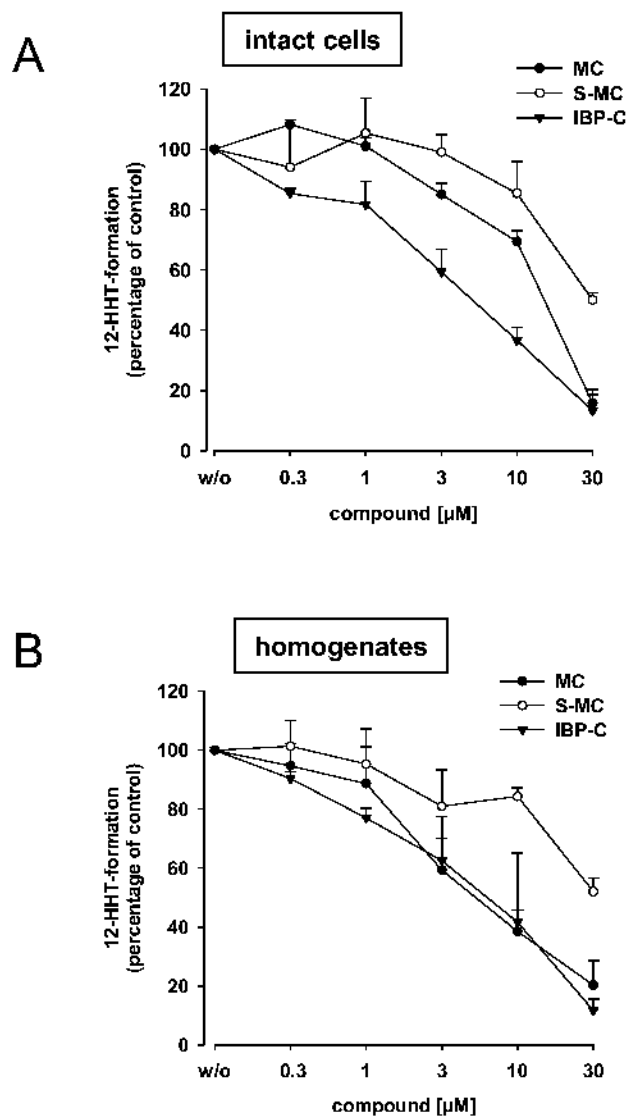 A
intact cells
MC
S-MC
IBP-C
120
100
80
60
40
20
0
12-HHT-formation
(percentage of control)
w/o 0.3 1 3 10 30
compound [µM]
B
homogenates
MC
S-MC
IBP-C
120
100
80
60
40
20
0
12-HHT-formation
(percentage of control)
w/o 0.3 1 3 10 30
compound [µM]